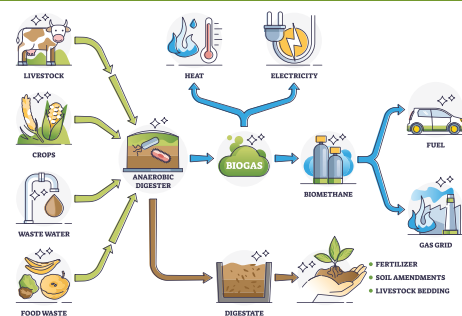 LIVESTOCK
HEAT
ELECTRICITY
CROPS
ANAEROBIC
DIGESTER
BIOGAS
BIOMETHANE
FUEL
WASTE WATER
GAS GRID
FOOD WASTE
DIGESTATE
FERTILIZER
SOIL AMENDMENTS
LIVESTOCK BEDDING